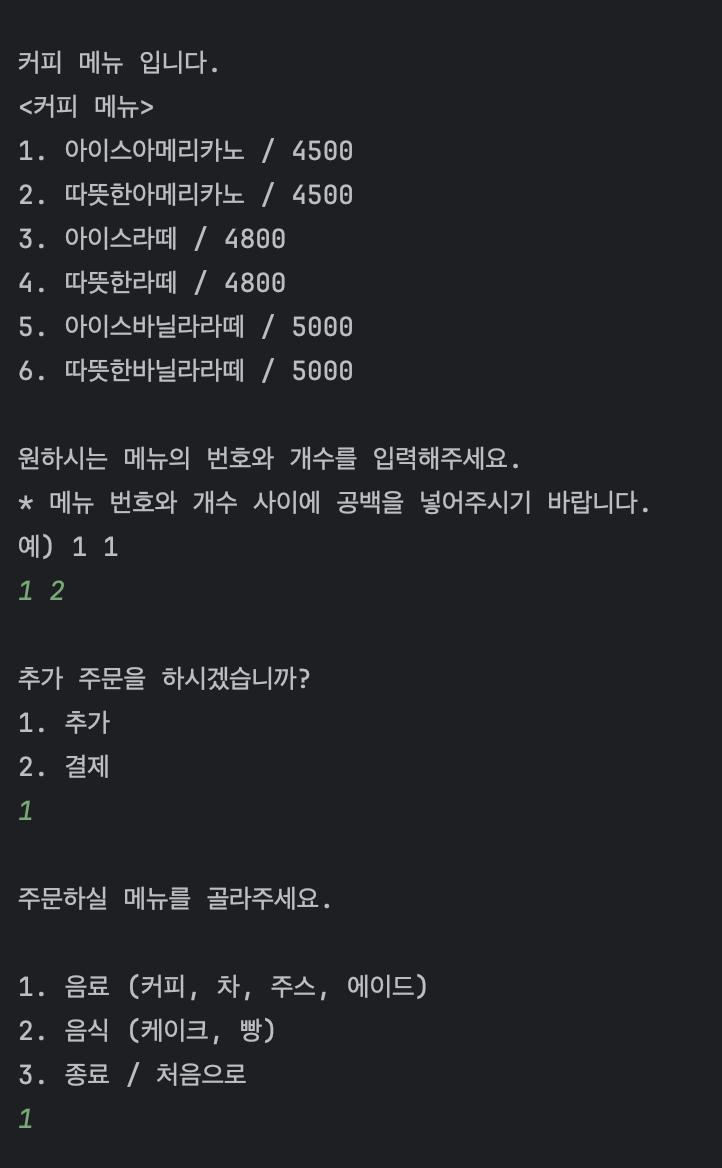 커피 메뉴 입니다.
<커피 메뉴>
1. 아이스아메리카노 / 4500
2. 따뜻한아메리카노 / 4500
3. 아이스라떼 / 4800
4. 따뜻한라떼 / 4800
5. 아이스바닐라라떼 / 5000
6. 따뜻한바닐라라떼 / 5000
원하시는 메뉴의 번호와 개수를 입력해주세요.
* 메뉴 번호와 개수 사이에 공백을 넣어주시기 바랍니다.
예) 1 1
1 2
추가 주문을 하시겠습니까?
1. 추가
2. 결제
1
주문하실 메뉴를 골라주세요.
1. 음료 (커피, 차, 주스, 에이드)
2. 음식 (케이크, 빵)
3. 종료 / 처음으로
1